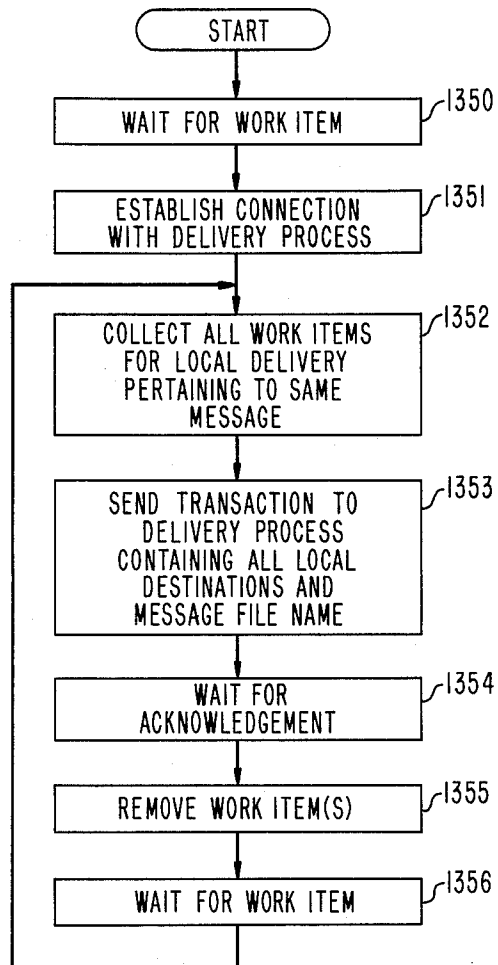 START
1350
WAIT FOR WORK ITEM
1351
ESTABLISH CONNECTION
WITH DELIVERY PROCESS
1352
COLLECT ALL WORK ITEMS
FOR LOCAL DELIVERY
PERTAINING TO SAME
MESSAGE
1353
SEND TRANSACTION TO
DELIVERY PROCESS
CONTAINING ALL LOCAL
DESTINATIONS AND
MESSAGE FILE NAME
1354
WAIT FOR
ACKNOWLEDGEMENT
1355
REMOVE WORK ITEM(S)
1356
WAIT FOR WORK ITEM